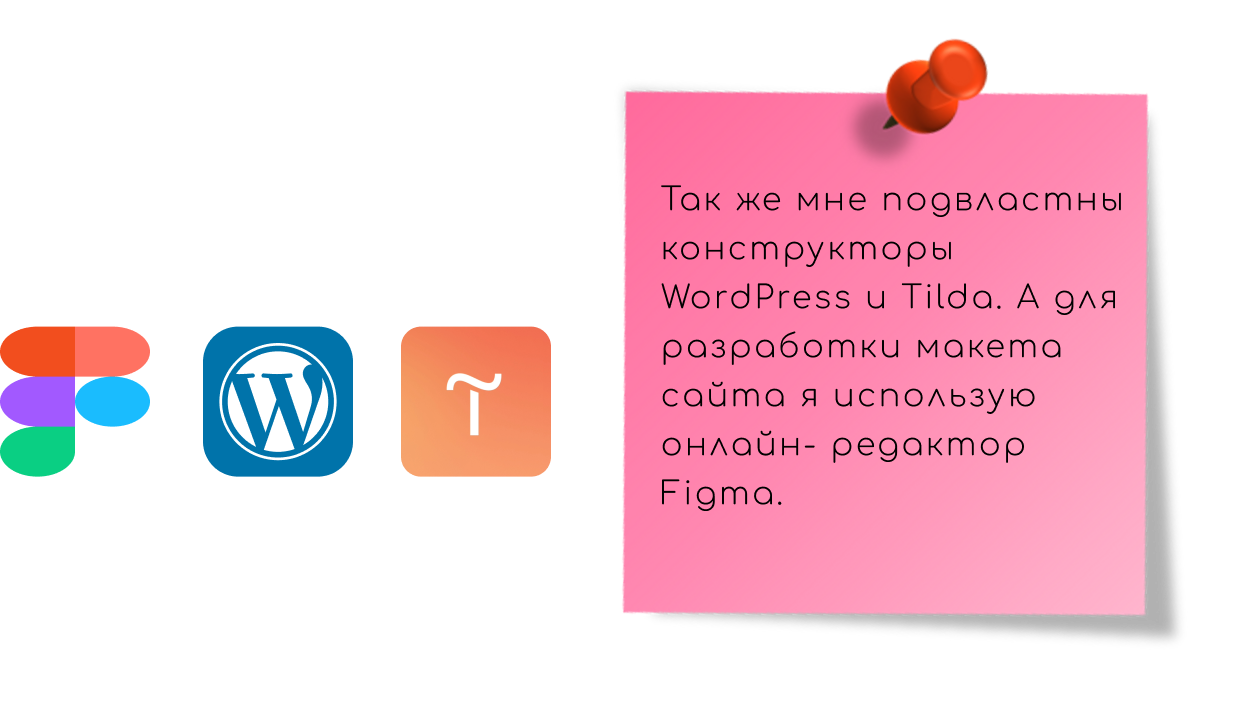 Так же мне подвластны
конструкторы
WordPress и Tilda. А для
разработки макета
сайта я использую
онлайн- редактор
Figma.